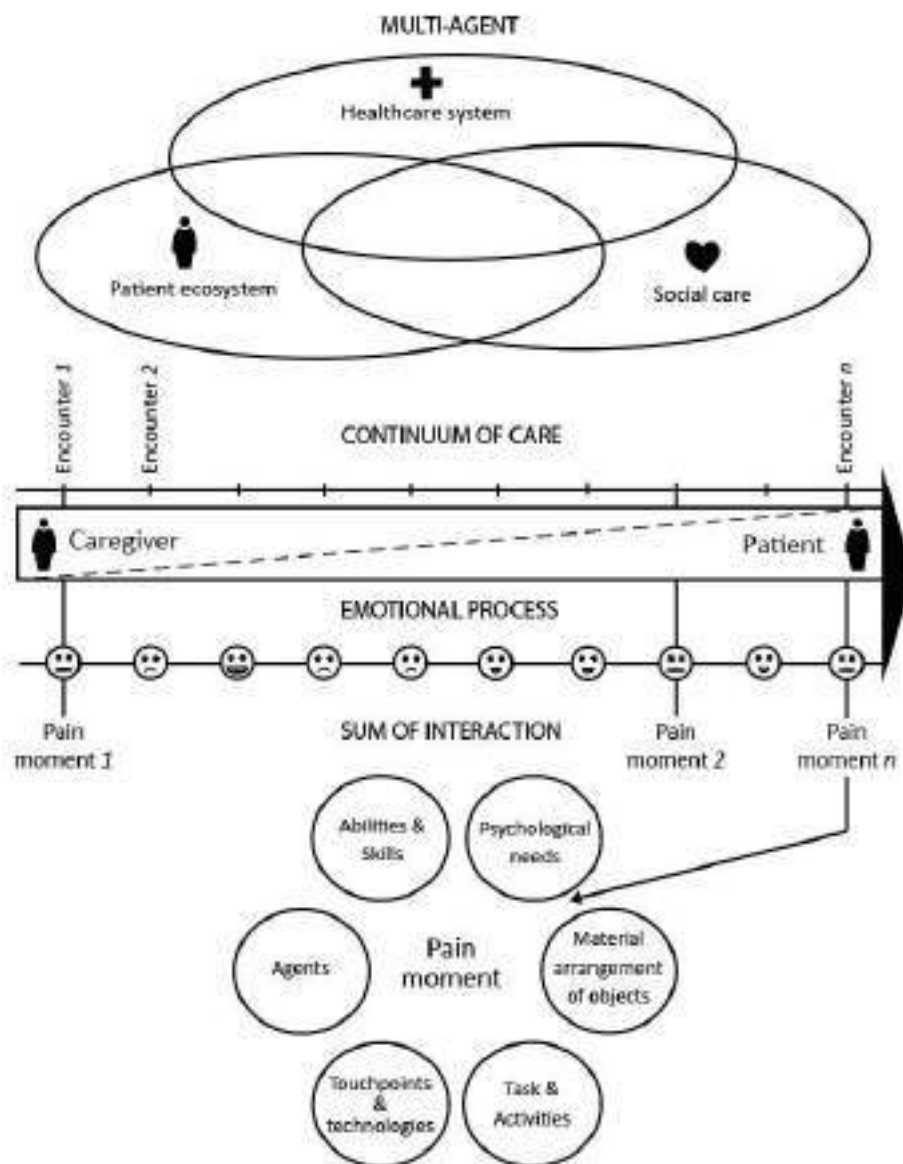 MULTI-AGENT
Healthcare system
Patient ecosystem
Social care
Encounter 1
Encounter 2
Encounter n
CONTINUUM OF CARE
Caregiver
Patient
EMOTIONAL PROCESS
Pain
moment 1
SUM OF INTERACTION
Pain
moment 2
Pain
moment n
Abilities &
Skills
Psychological
needs
Agents
Pain
moment
Material
arrangement
of objects
Touchpoints
&
technologies
Task &
Activities